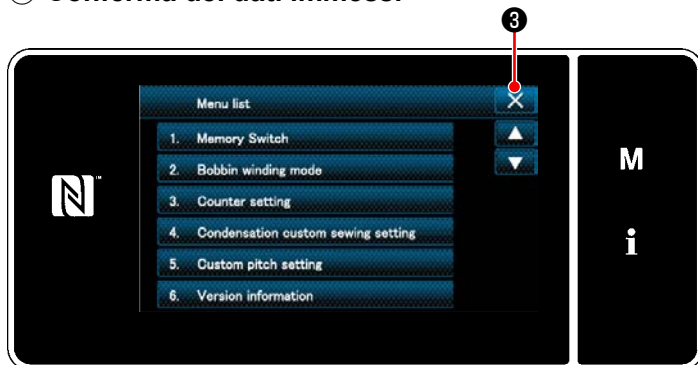 ❸
Menu list
1. Memory Switch
2. Bobbin winding mode
3. Counter setting
4. Condensation custom sewing setting
5. Custom pitch setting
6. Version information
M
i